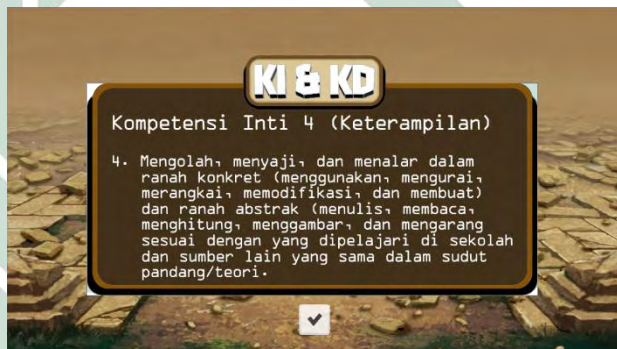 KI & KD
Kompetensi Inti 4 (Keterampilan)
4. Mengolah, menyaji, dan menalar dalam
ranah konkret (menggunakan, mengurai,
merangkai, memodifikasi, dan membuat)
dan ranah abstrak (menulis, membaca,
menghitung, menggambar, dan mengarang
sesuai dengan yang dipelajari di sekolah
dan sumber lain yang sama dalam sudut
pandang/teori.